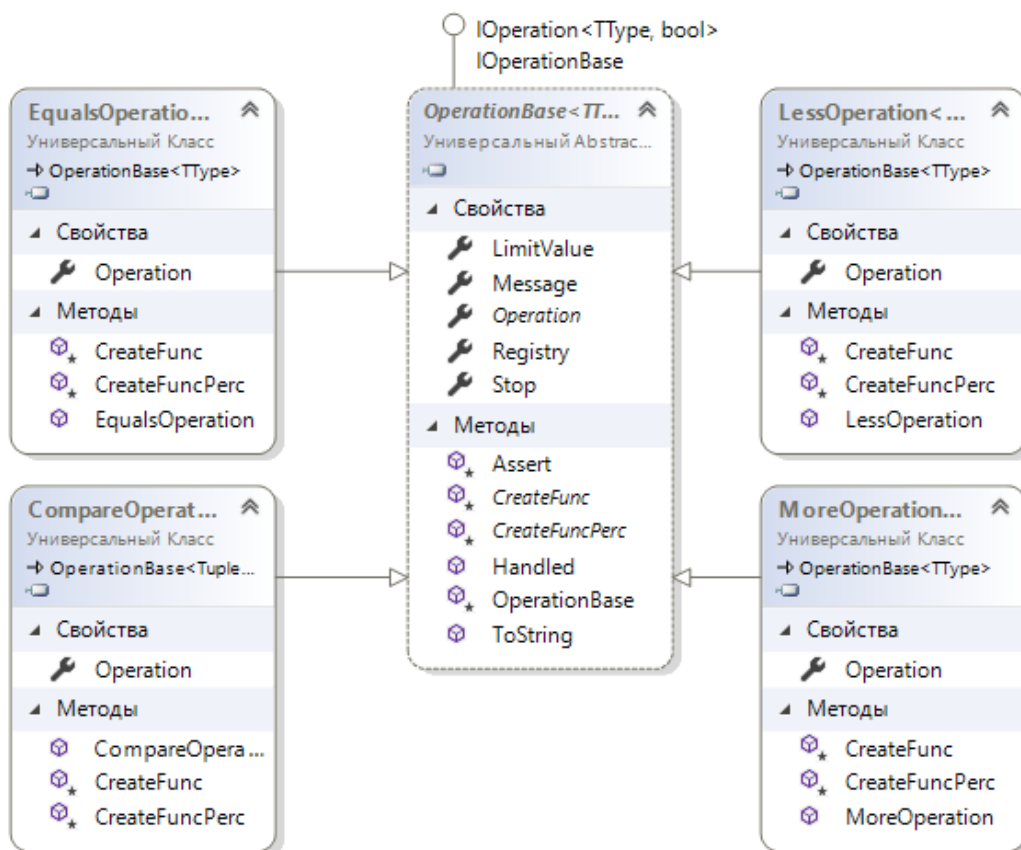 IOperation<TType, bool>
IOperationBase
EqualsOperatio...
Универсальный Класс
OperationBase<TType>
Свойства
Operation
Методы
CreateFunc
CreateFuncPerc
EqualsOperation
OperationBase<TT...
Универсальный Abstrac...
Свойства
LimitValue
Message
Operation
Registry
Stop
Методы
Assert
CreateFunc
CreateFuncPerc
Handled
OperationBase
ToString
LessOperation<...
Универсальный Класс
OperationBase<TType>
Свойства
Operation
Методы
CreateFunc
CreateFuncPerc
LessOperation
CompareOperat...
Универсальный Класс
OperationBase<Tuple...
Свойства
Operation
Методы
CompareOpera...
CreateFunc
CreateFuncPerc
MoreOperation...
Универсальный Класс
OperationBase<TType>
Свойства
Operation
Методы
CreateFunc
CreateFuncPerc
MoreOperation